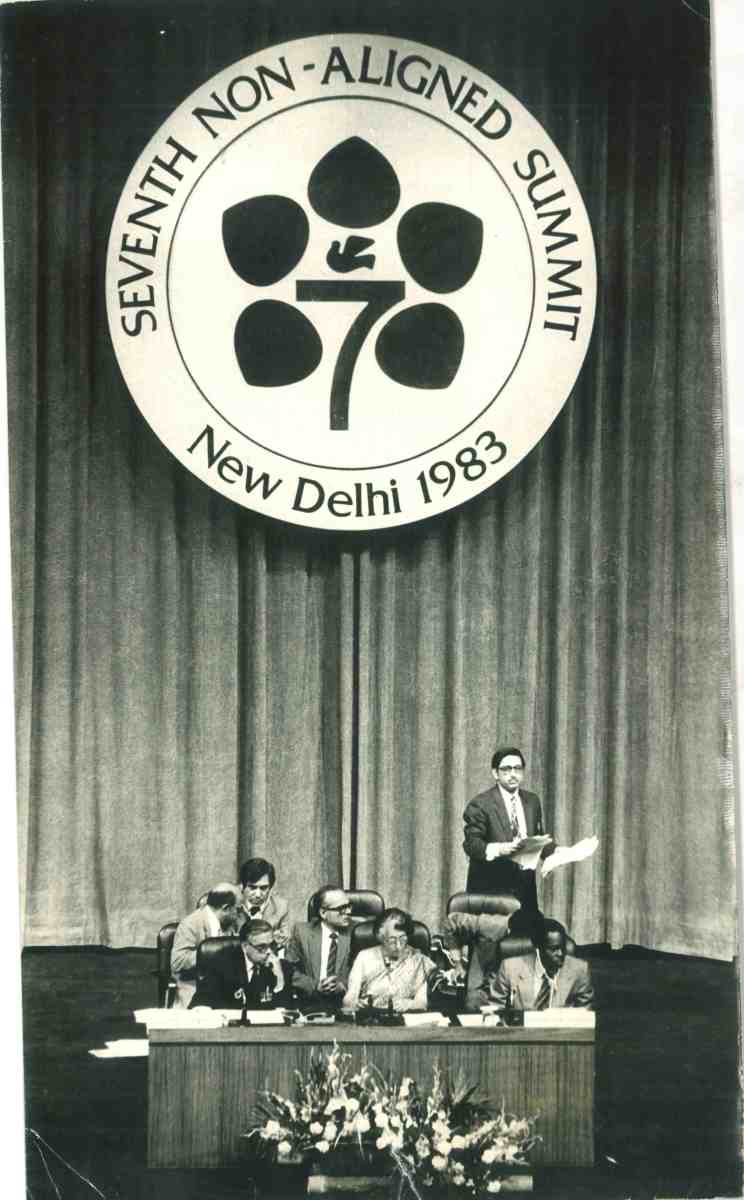 SEVENTH NON-ALIGNED SUMMIT
7
New Delhi 1983